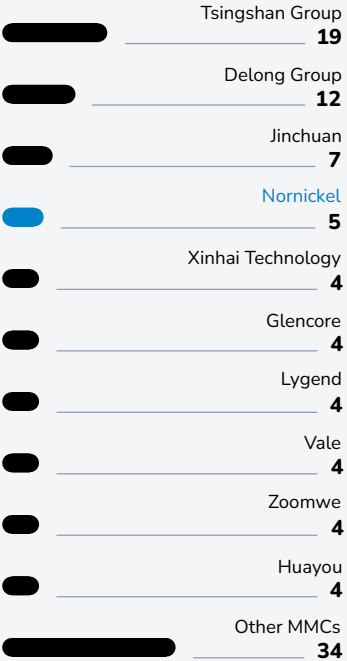 Tsingshan Group
19
Delong Group
12
Jinchuan
7
Nornickel
5
Xinhai Technology
4
Glencore
4
Lygend
4
Vale
4
Zoomwe
4
Huayou
4
Other MMCs
34